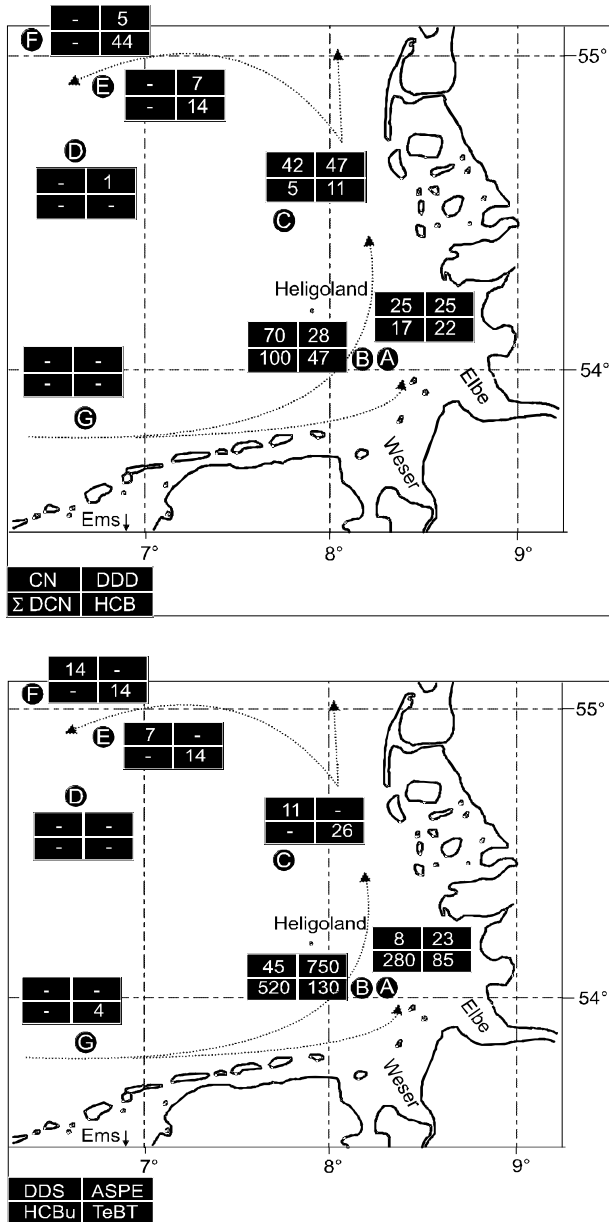 - 5
F - 44
55°
E - 7
- 14
D
- 1
- -
42 47
5 11
C
Heligoland
25 25
17 22
70 28
100 47
B A
54°
- -
- -
G
Elbe
Weser
Ems
7° 8° 9°
CN DDD
Σ DCN HCB
14 -
F - 14
55°
E 7 -
- 14
D
- -
- -
11 -
- 26
C
Heligoland
8 23
280 85
45 750
520 130
B A
54°
- -
- 4
G
Elbe
Weser
Ems
7° 8° 9°
DDS ASPE
HCBu TeBT